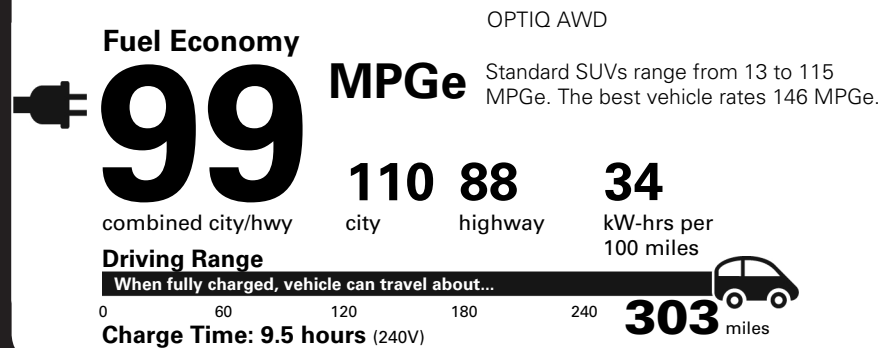 OPTIQ AWD
Fuel Economy
99
MPGe
Standard SUVs range from 13 to 115
MPGe. The best vehicle rates 146 MPGe.
110 88 34
combined city/hwy city highway kW-hrs per
100 miles
Driving Range
When fully charged, vehicle can travel about...
0 60 120 180 240 303 miles
Charge Time: 9.5 hours (240V)